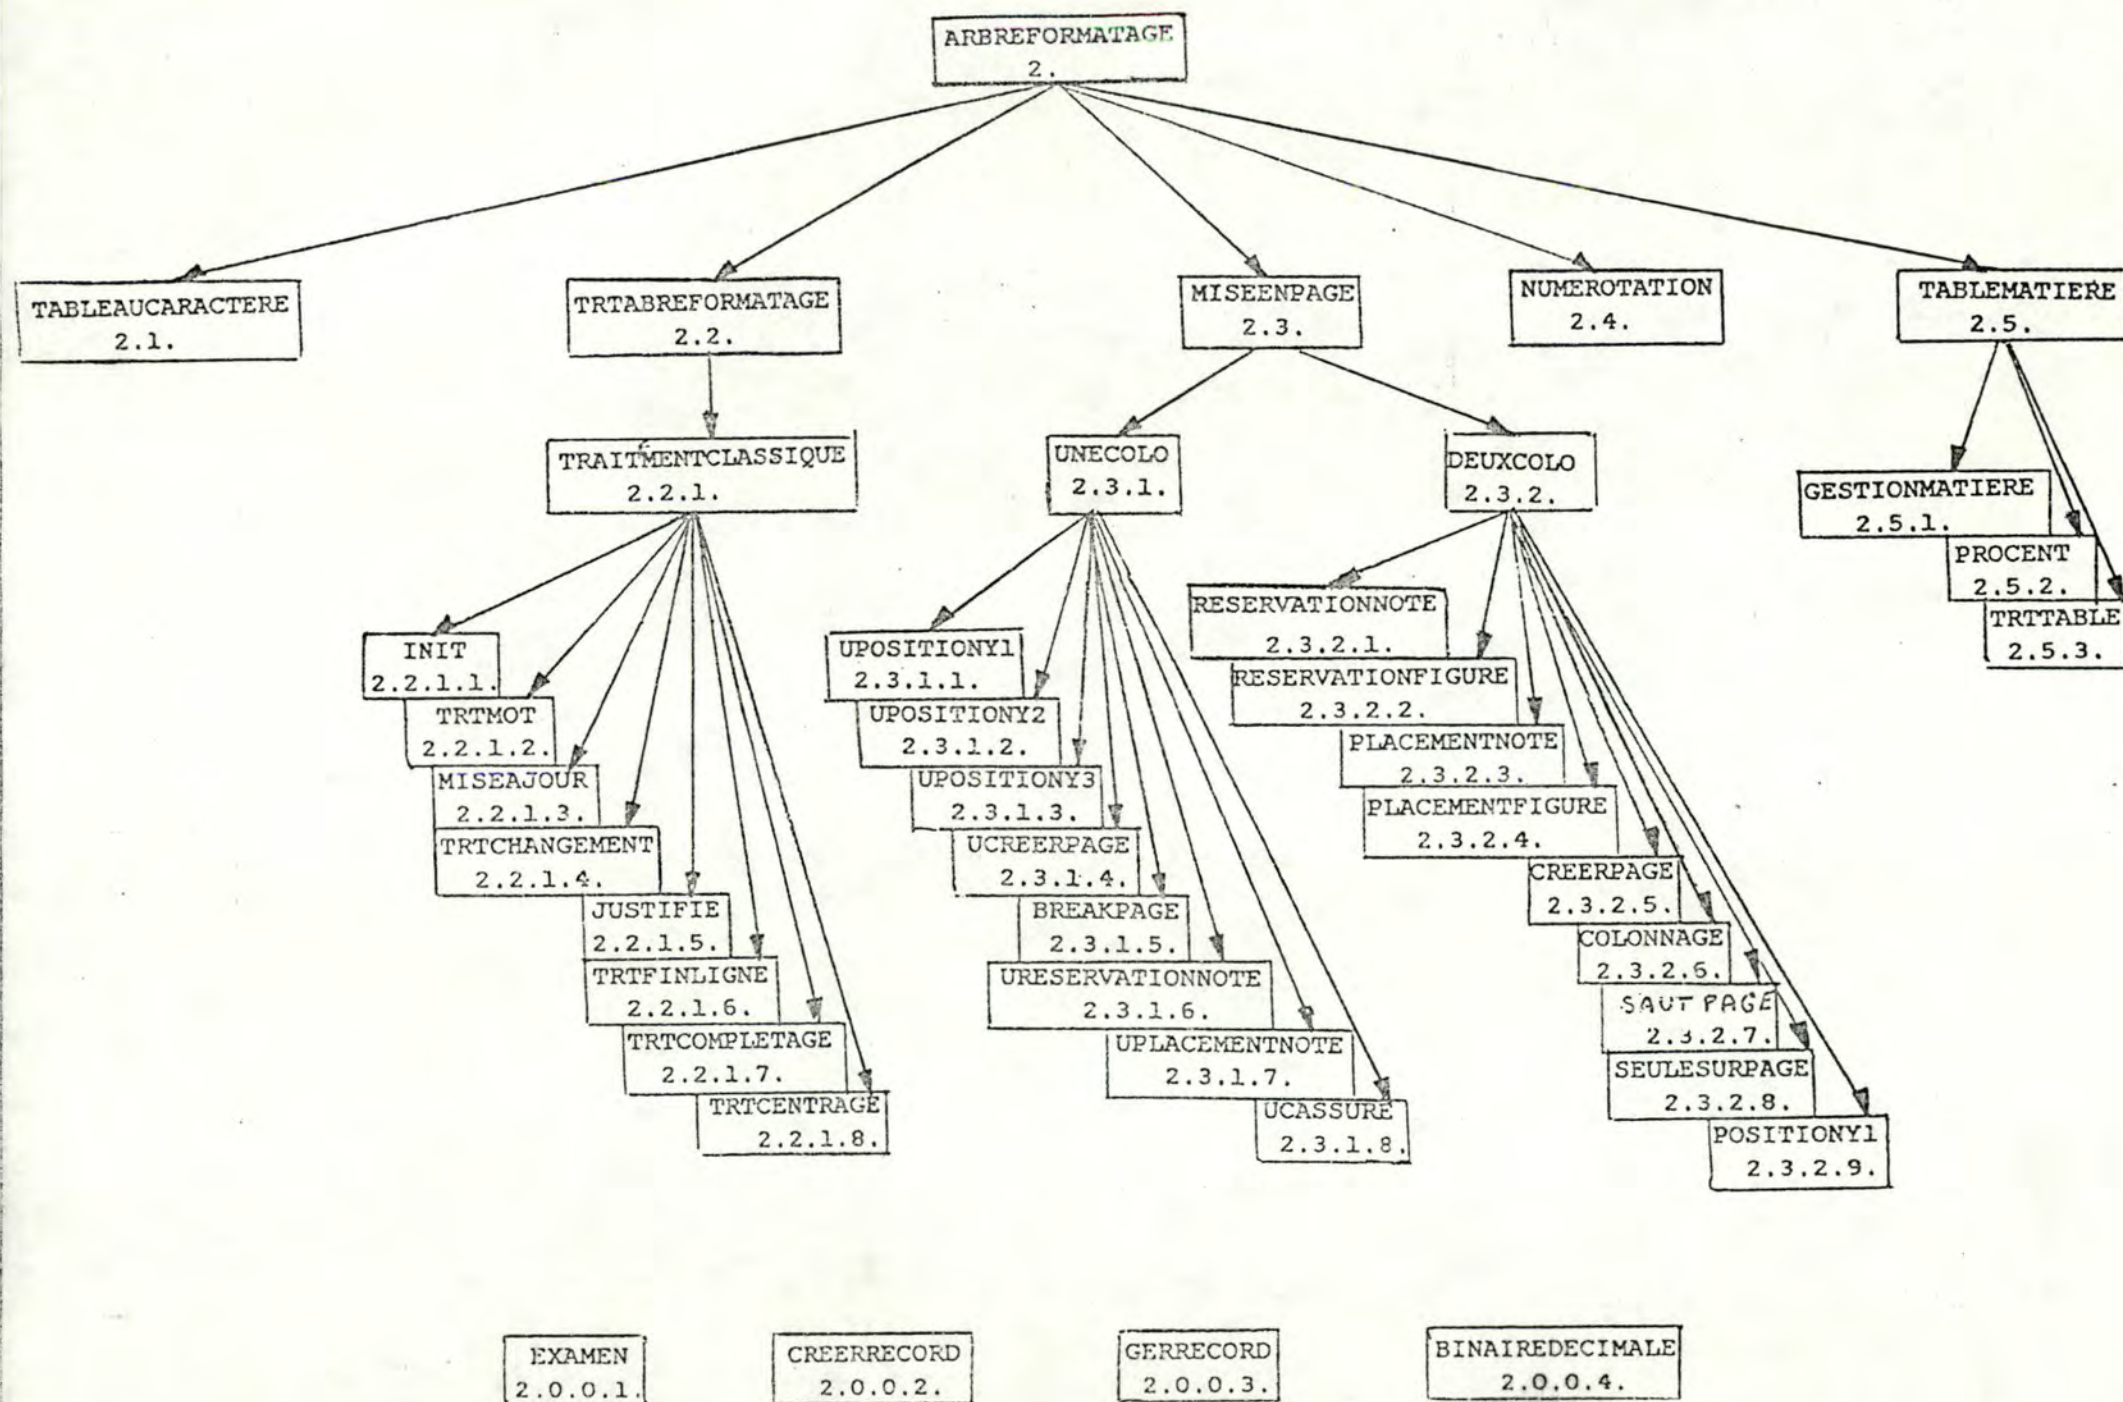 ARBREFORMATAGE
2.
TABLEAUCARACTERE
2.1.
TRTABREFORMATAGE
2.2.
MISEENPAGE
2.3.
NUMEROTATION
2.4.
TABLEMATIERE
2.5.
TRAITMENTCLASSIQUE
2.2.1.
UNECOLO
2.3.1.
DEUXCOLO
2.3.2.
GESTIONMATIERE
2.5.1.
PROCENT
2.5.2.
TRTTABLE
2.5.3.
INIT
2.2.1.1.
TRTMOT
2.2.1.2.
MISEAJOUR
2.2.1.3.
TRTCHANGEMENT
2.2.1.4.
JUSTIFIE
2.2.1.5.
TRTFINLIGNE
2.2.1.6.
TRTCOMPLETAGE
2.2.1.7.
TRTCENTRAGE
2.2.1.8.
UPOSITIONY1
2.3.1.1.
UPOSITIONY2
2.3.1.2.
UPOSITIONY3
2.3.1.3.
UCREERPAGE
2.3.1.4.
BREAKPAGE
2.3.1.5.
URESERVATIONNOTE
2.3.1.6.
UPLACEMENTNOTE
2.3.1.7.
UCASSURE
2.3.1.8.
RESERVATIONNOTE
2.3.2.1.
RESERVATIONFIGURE
2.3.2.2.
PLACEMENTNOTE
2.3.2.3.
PLACEMENTFIGURE
2.3.2.4.
CREERPAGE
2.3.2.5.
COLONNAGE
2.3.2.6.
SAUT PAGE
2.3.2.7.
SEULESURPAGE
2.3.2.8.
POSITIONY1
2.3.2.9.
EXAMEN
2.0.0.1.
CREERRECORD
2.0.0.2.
GERRECORD
2.0.0.3.
BINAIREDECIMALE
2.0.0.4.